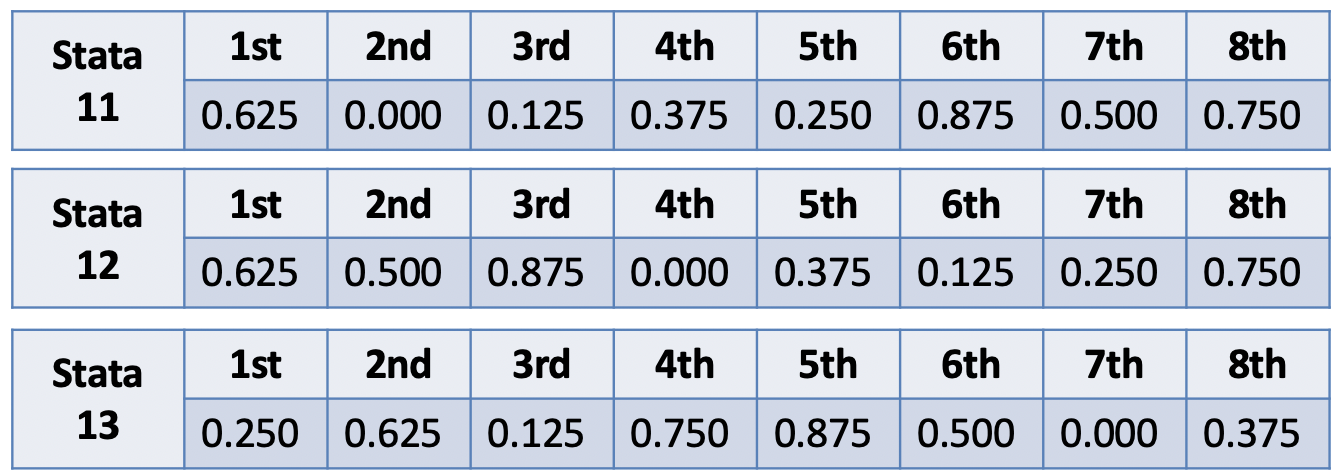 Stata 11 1st 2nd 3rd 4th 5th 6th 7th 8th
0.625 0.000 0.125 0.375 0.250 0.875 0.500 0.750
Stata 12 1st 2nd 3rd 4th 5th 6th 7th 8th
0.625 0.500 0.875 0.000 0.375 0.125 0.250 0.750
Stata 13 1st 2nd 3rd 4th 5th 6th 7th 8th
0.250 0.625 0.125 0.750 0.875 0.500 0.000 0.375